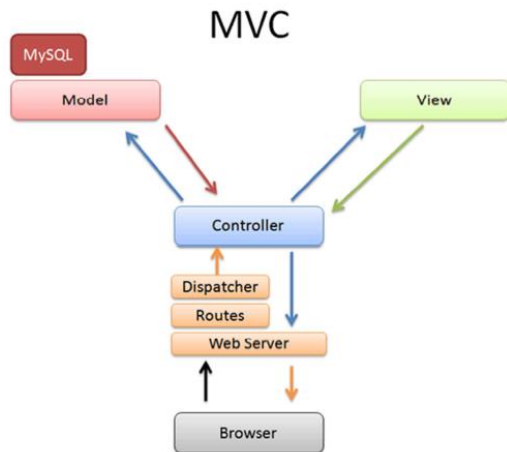 MVC
MySQL
Model
View
Controller
Dispatcher
Routes
Web Server
Browser